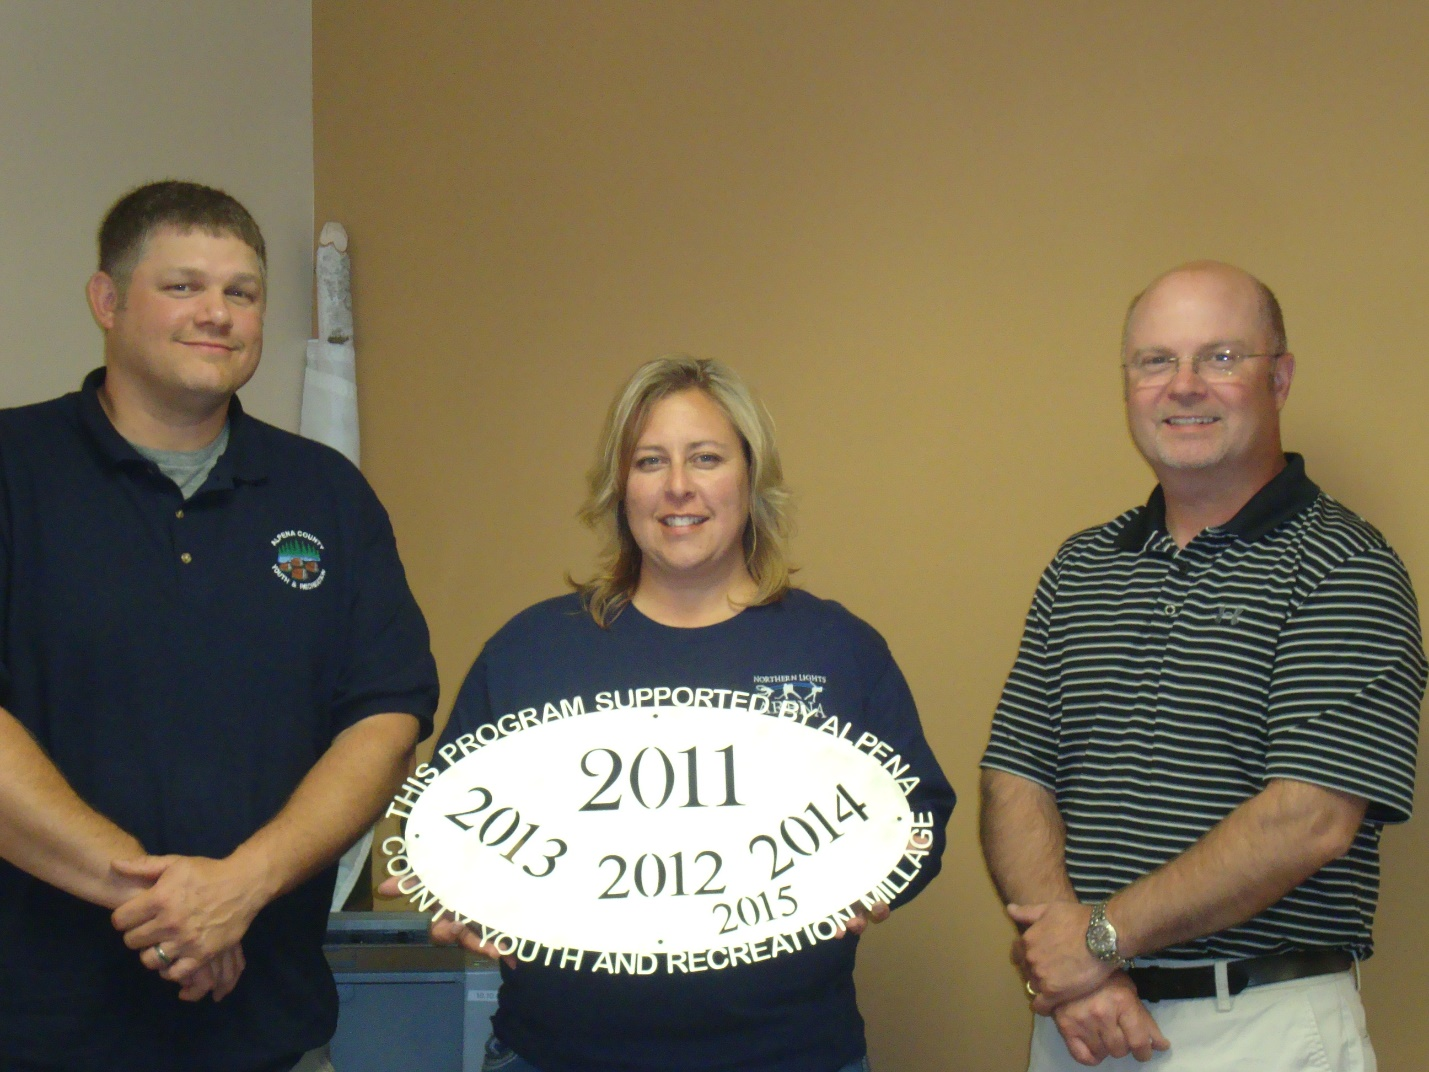 ALPENA COUNTY
YOUTH & RECREATION
NORTHERN LIGHTS
ARENA
THIS PROGRAM SUPPORTED BY ALPENA
2011
2013
2014
2012
2015
COUNTY YOUTH AND RECREATION MILLAGE